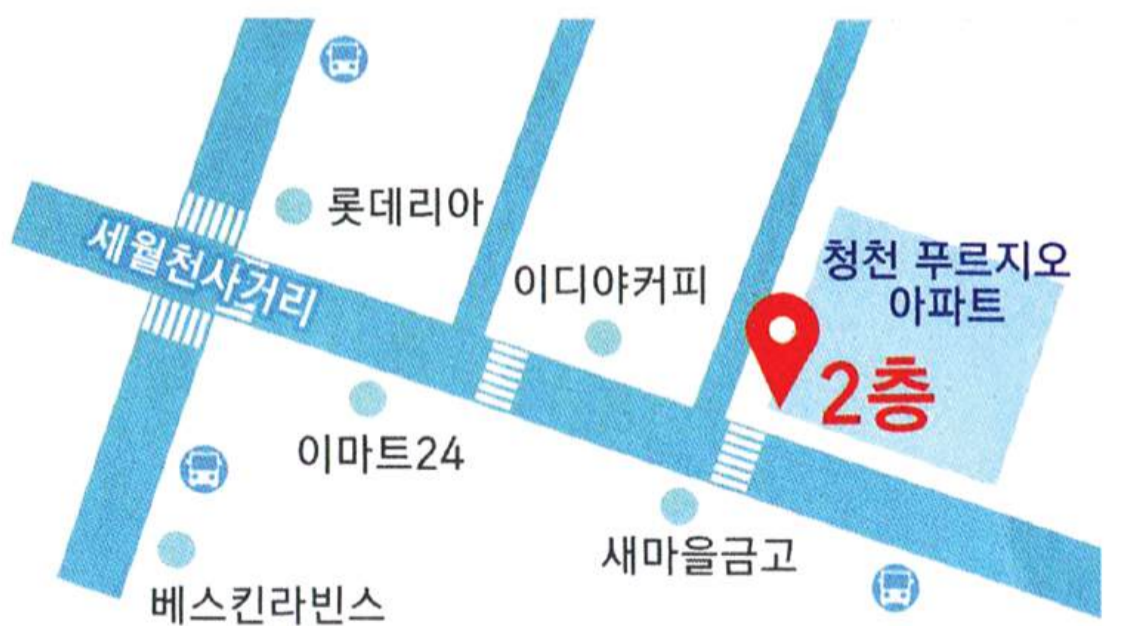 롯데리아
세월천사거리
이디야커피
청천 푸르지오
아파트
2층
이마트24
새마을금고
베스킨라빈스